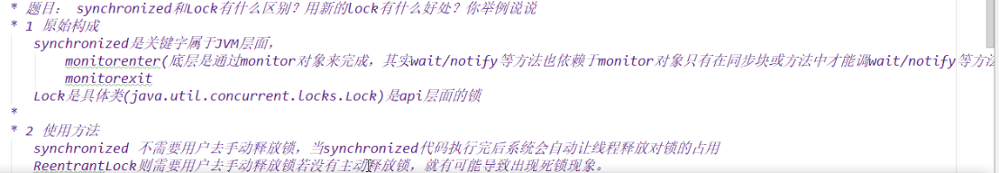 * 题目： synchronized和Lock有什么区别？用新的lock有什么好处？你举例说说
* 1 原始构成
synchronized是关键字属于JVM层面，
monitorenter(底层是通过monitor对象来完成，其实wait/notify等方法也依赖于monitor对象只有在同步块或方法中才能调wait/notify等方法
monitorexit
Lock是具体类(java.util.concurrent.locks.Lock)是api层面的锁
*
* 2 使用方法
synchronized 不需要用户去手动释放锁，当synchronized代码执行完后系统会自动让线程释放对锁的占用
ReentrantLock则需要用户去手动释放锁若没有主动释放锁，就有可能导致出现死锁现象。